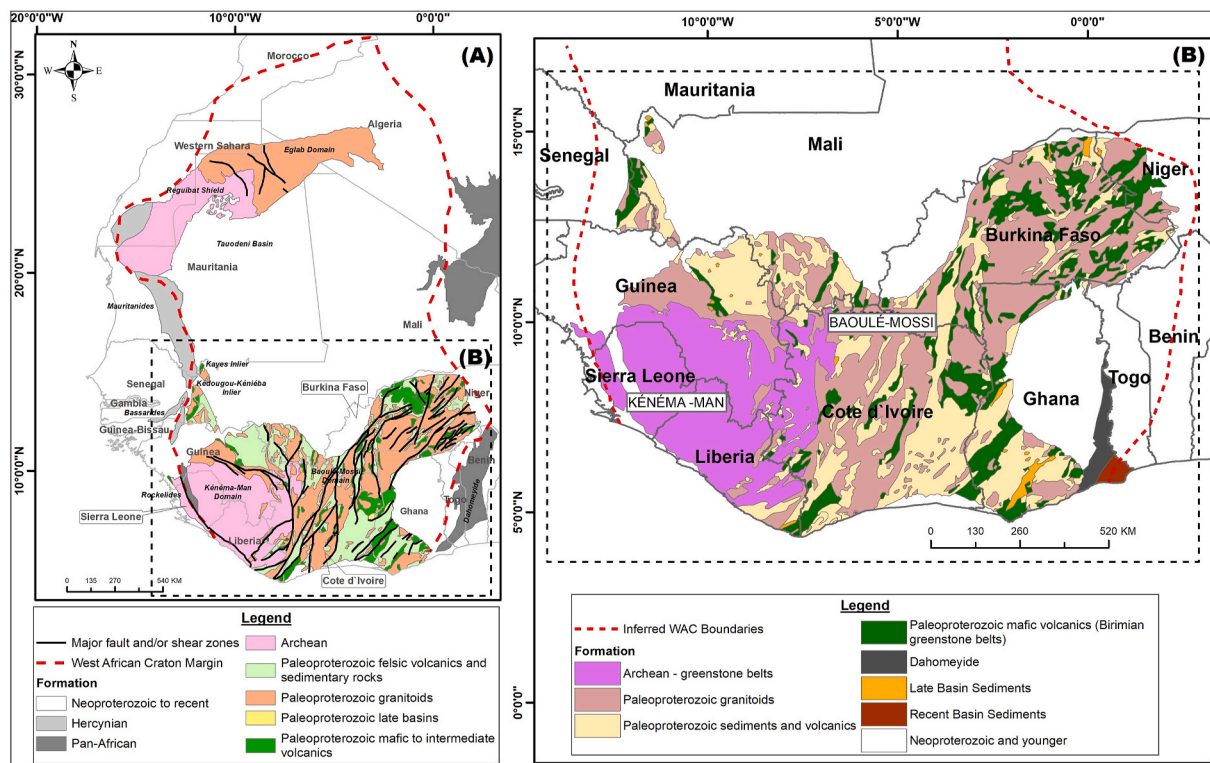 20°0'0"W
10°0'0"W
0°0'0"
(A)
N
W
E
S
30°0'0"N
20°0'0"N
10°0'0"N
Morocco
Algeria
Western Sahara
Eglab Domain
Reguibat Shield
Tauodeni Basin
Mauritania
Mauritanides
Mali
(B)
Kayes Inlier
Senegal
Kédougou-Kéniéba
Inlier
Burkina Faso
Niger
Gambia
Bassarides
Guinea-Bissau
Guinea
Baoulé-Mossi
Domain
Benin
Kénéma-Man
Domain
Rokelides
Togo
Dahomeyide
Ghana
Sierra Leone
Liberia
Cote d`Ivoire
0 135 270 540 KM
Legend
Major fault and/or shear zones
West African Craton Margin
Formation
Neoproterozoic to recent
Hercynian
Pan-African
Archean
Paleoproterozoic felsic volcanics and
sedimentary rocks
Paleoproterozoic granitoids
Paleoproterozoic late basins
Paleoproterozoic mafic to intermediate
volcanics
10°0'0"W
5°0'0"W
0°0'0"
(B)
15°0'0"N
10°0'0"N
5°0'0"N
0°0'0"
Mauritania
Senegal
Mali
Niger
Burkina Faso
Guinea
BAOULÉ-MOSSI
Benin
Sierra Leone
Togo
KÉNÉMA -MAN
Cote d`Ivoire
Ghana
Liberia
0 130 260 520 KM
Legend
Inferred WAC Boundaries
Formation
Archean - greenstone belts
Paleoproterozoic granitoids
Paleoproterozoic sediments and volcanics
Paleoproterozoic mafic volcanics (Birimian
greenstone belts)
Dahomeyide
Late Basin Sediments
Recent Basin Sediments
Neoproterozoic and younger